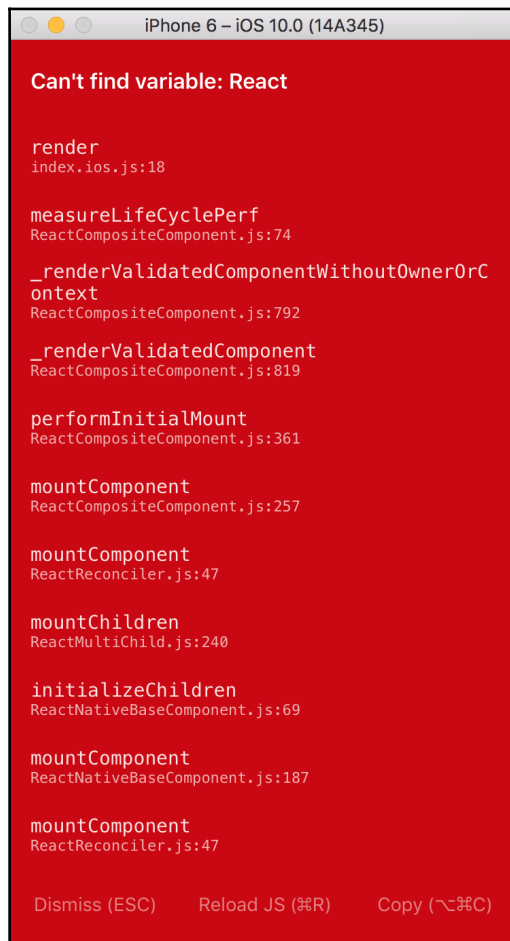 iPhone 6 – iOS 10.0 (14A345)
Can't find variable: React
render
index.ios.js:18
measureLifeCyclePerf
ReactCompositeComponent.js:74
_renderValidatedComponentWithoutOwnerOrC
ontext
ReactCompositeComponent.js:792
_renderValidatedComponent
ReactCompositeComponent.js:819
performInitialMount
ReactCompositeComponent.js:361
mountComponent
ReactCompositeComponent.js:257
mountComponent
ReactReconciler.js:47
mountChildren
ReactMultiChild.js:240
initializeChildren
ReactNativeBaseComponent.js:69
mountComponent
ReactNativeBaseComponent.js:187
mountComponent
ReactReconciler.js:47
Dismiss (ESC) Reload JS (⌘R) Copy (⌥⌘C)